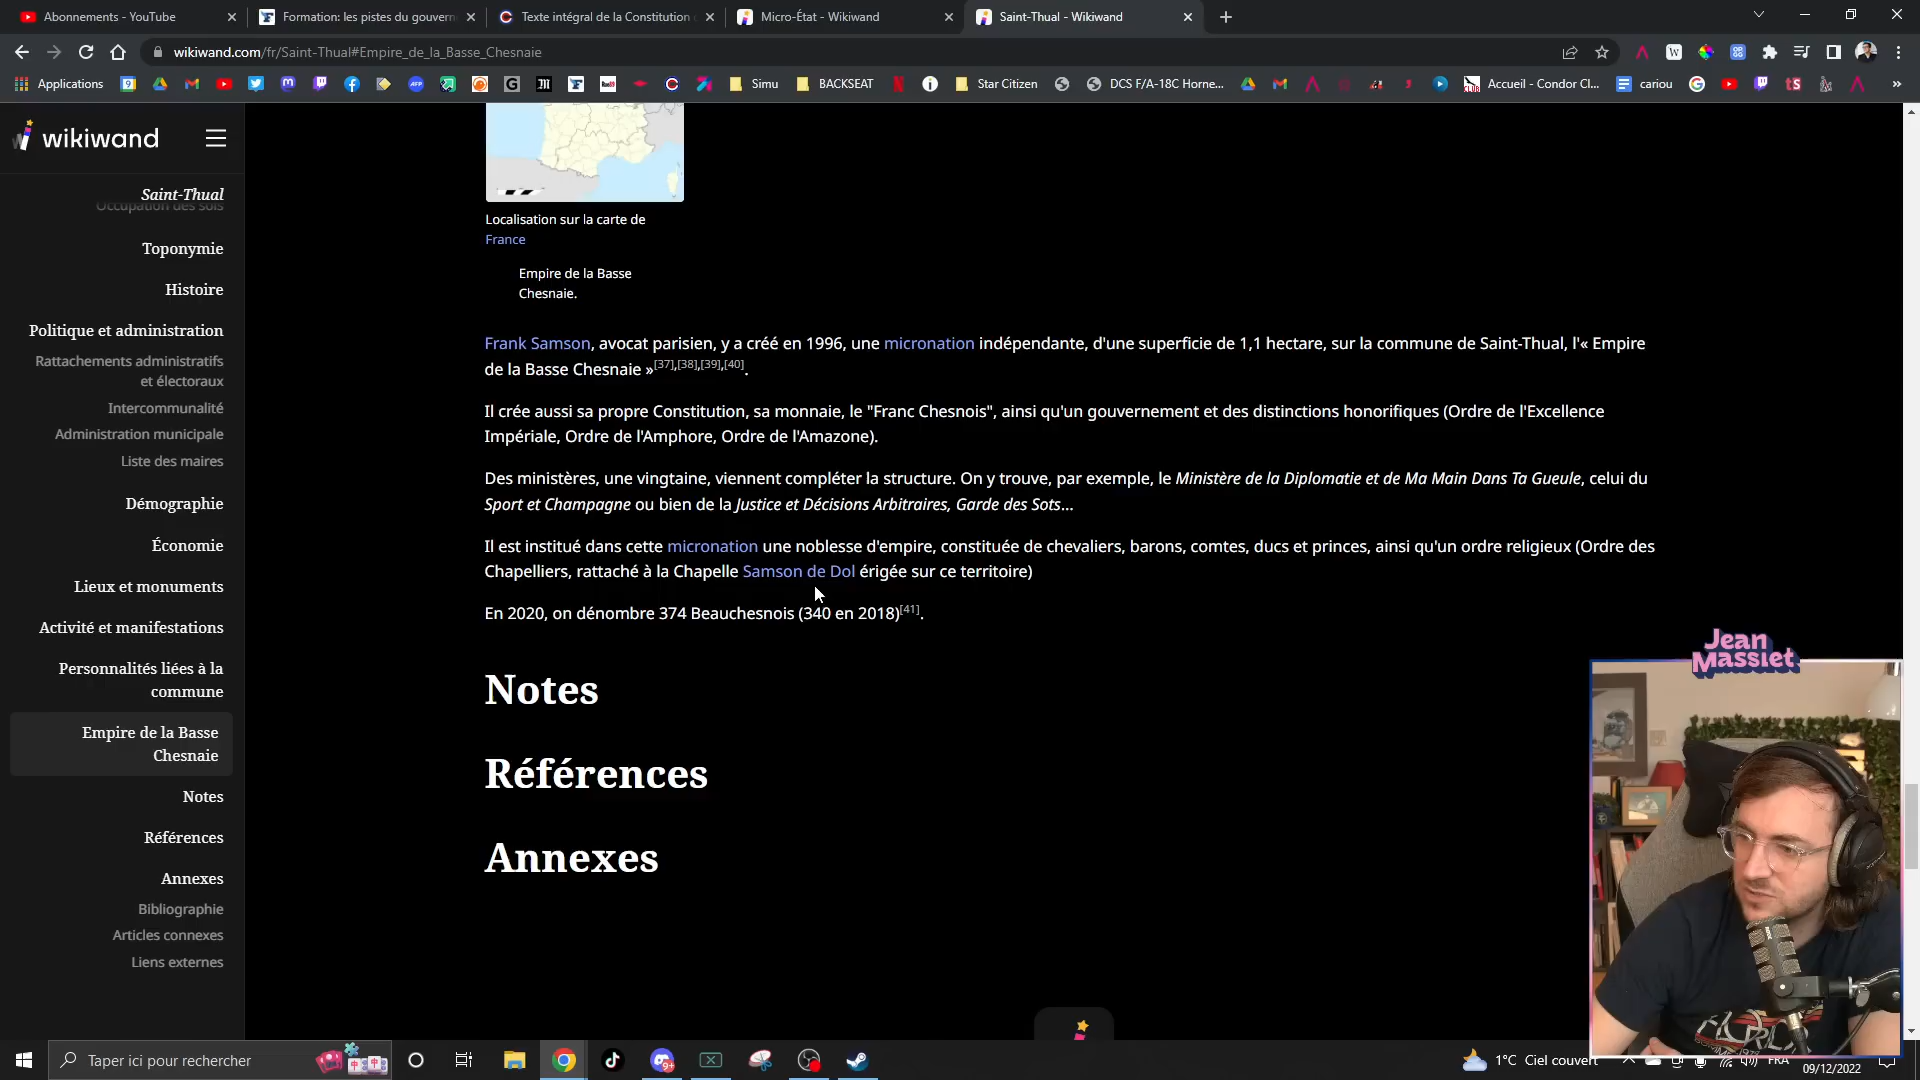 Abonnements - YouTube
Formation: les pistes du gouvern
Texte intégral de la Constitution
Micro-État - Wikiwand
Saint-Thual - Wikiwand
wikiwand.com/fr/Saint-Thual#Empire_de_la_Basse_Chesnaie
Applications
Simu
BACKSEAT
Star Citizen
DCS F/A-18C Horne...
Accueil - Condor Cl...
cariou
wikiwand
Saint-Thual
Occupation des sols
Toponymie
Histoire
Politique et administration
Rattachements administratifs
et électoraux
Intercommunalité
Administration municipale
Liste des maires
Démographie
Économie
Lieux et monuments
Activité et manifestations
Personnalités liées à la
commune
Empire de la Basse
Chesnaie
Notes
Références
Annexes
Bibliographie
Articles connexes
Liens externes
Localisation sur la carte de
France
Empire de la Basse
Chesnaie.
Frank Samson, avocat parisien, y a créé en 1996, une micronation indépendante, d'une superficie de 1,1 hectare, sur la commune de Saint-Thual, l'« Empire
de la Basse Chesnaie »[37],[38],[39],[40].
Il crée aussi sa propre Constitution, sa monnaie, le "Franc Chesnois", ainsi qu'un gouvernement et des distinctions honorifiques (Ordre de l'Excellence
Impériale, Ordre de l'Amphore, Ordre de l'Amazone).
Des ministères, une vingtaine, viennent compléter la structure. On y trouve, par exemple, le Ministère de la Diplomatie et de Ma Main Dans Ta Gueule, celui du
Sport et Champagne ou bien de la Justice et Décisions Arbitraires, Garde des Sots...
Il est institué dans cette micronation une noblesse d'empire, constituée de chevaliers, barons, comtes, ducs et princes, ainsi qu'un ordre religieux (Ordre des
Chapelliers, rattaché à la Chapelle Samson de Dol érigée sur ce territoire)
En 2020, on dénombre 374 Beauchesnois (340 en 2018)[41].
Notes
Références
Annexes
Jean
Massiet
Taper ici pour rechercher
1°C Ciel couvert
FRA
09/12/2022